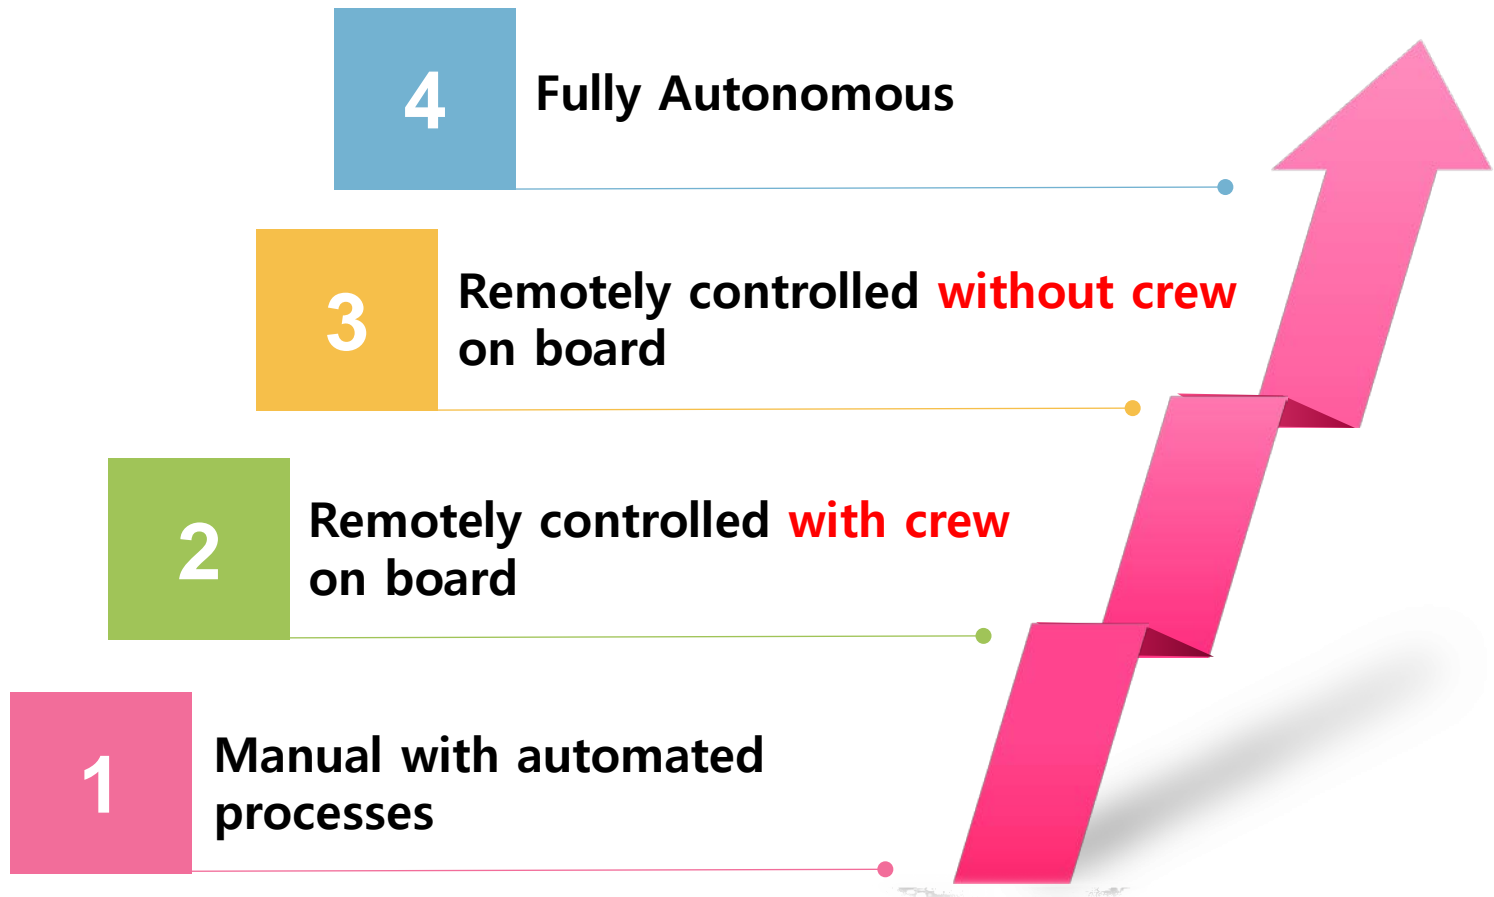 4
Fully Autonomous
3
Remotely controlled without crew
on board
2
Remotely controlled with crew
on board
1
Manual with automated
processes